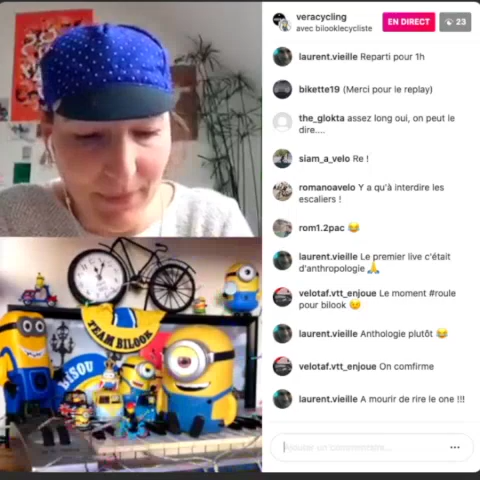 veracycling
avec bilooklecycliste
EN DIRECT
23
laurent.vieille Reparti pour 1h
bikette19 (Merci pour le replay)
the_glokta assez long oui, on peut le
dire....
siam_a_velo Re !
romanoavelo Y a qu'à interdire les
escaliers !
rom1.2pac 😂
laurent.vieille Le premier live c'était
d'anthropologie 🙏
velotaf.vtt_enjoue Le moment #roule
pour bilook 😉
laurent.vieille Anthologie plutôt 😂
velotaf.vtt_enjoue On comfirme
laurent.vieille A mourir de rire le one !!!
Ajouter un commentaire...
TEAM BILOOK
BISOU